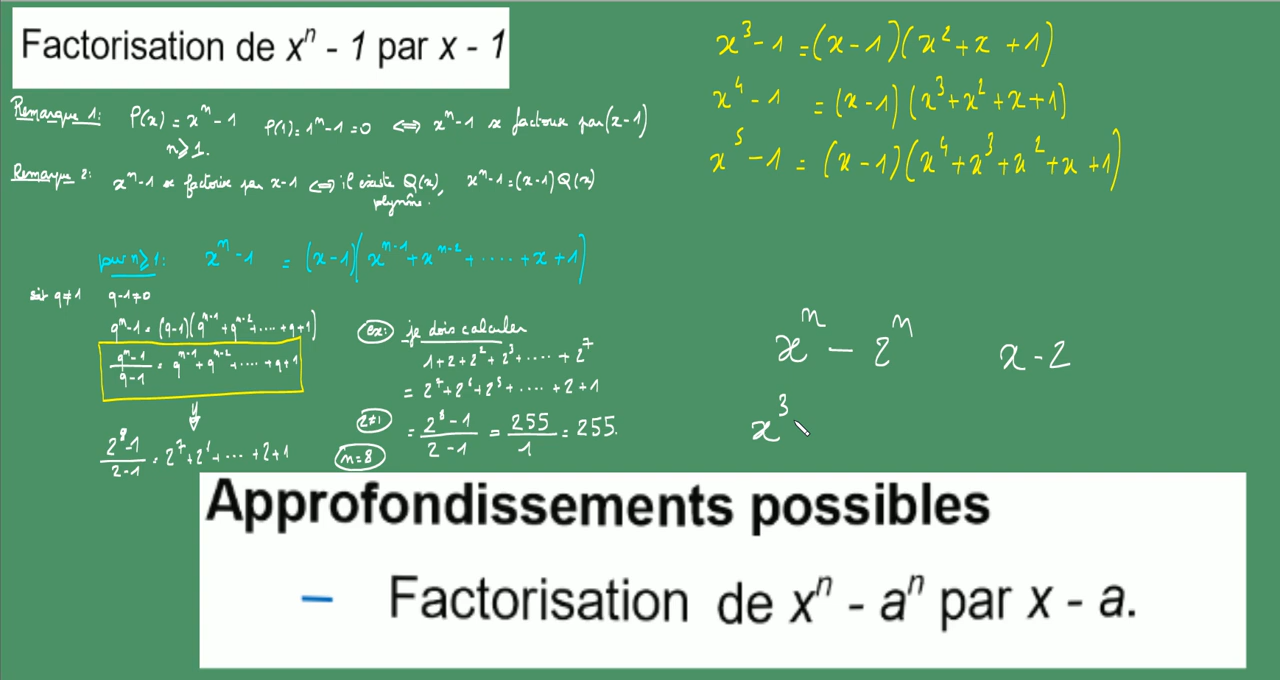 Factorisation de xⁿ - 1 par x - 1
x³ - 1 = (x - 1)(x² + x + 1)
x⁴ - 1 = (x - 1)(x³ + x² + x + 1)
x⁵ - 1 = (x - 1)(x⁴ + x³ + x² + x + 1)
Remarque 1: P(x) = xⁿ - 1 P(1) = 1ⁿ - 1 = 0 ⟺ xⁿ - 1 se factorise par (x - 1)
n ≥ 1.
Remarque 2: xⁿ - 1 se factorise par x - 1 ⟺ il existe Q(x), xⁿ - 1 = (x - 1) Q(x)
polynôme.
pour n ≥ 1: xⁿ - 1 = (x - 1)(xⁿ⁻¹ + xⁿ⁻² + ..... + x + 1)
soit q ≠ 1 q - 1 ≠ 0
qⁿ - 1 = (q - 1)(qⁿ⁻¹ + qⁿ⁻² + .... + q + 1)
(qⁿ - 1)/(q - 1) = qⁿ⁻¹ + qⁿ⁻² + .... + q + 1
(2⁸ - 1)/(2 - 1) = 2⁷ + 2⁶ + ... + 2 + 1
ex: je dois calculer
1 + 2 + 2² + 2³ + .... + 2⁷
= 2⁷ + 2⁶ + 2⁵ + .... + 2 + 1
2 ≠ 1 = (2⁸ - 1)/(2 - 1) = 255/1 = 255.
n = 8
xⁿ - 2ⁿ x - 2
x³
Approfondissements possibles
– Factorisation de xⁿ - aⁿ par x - a.